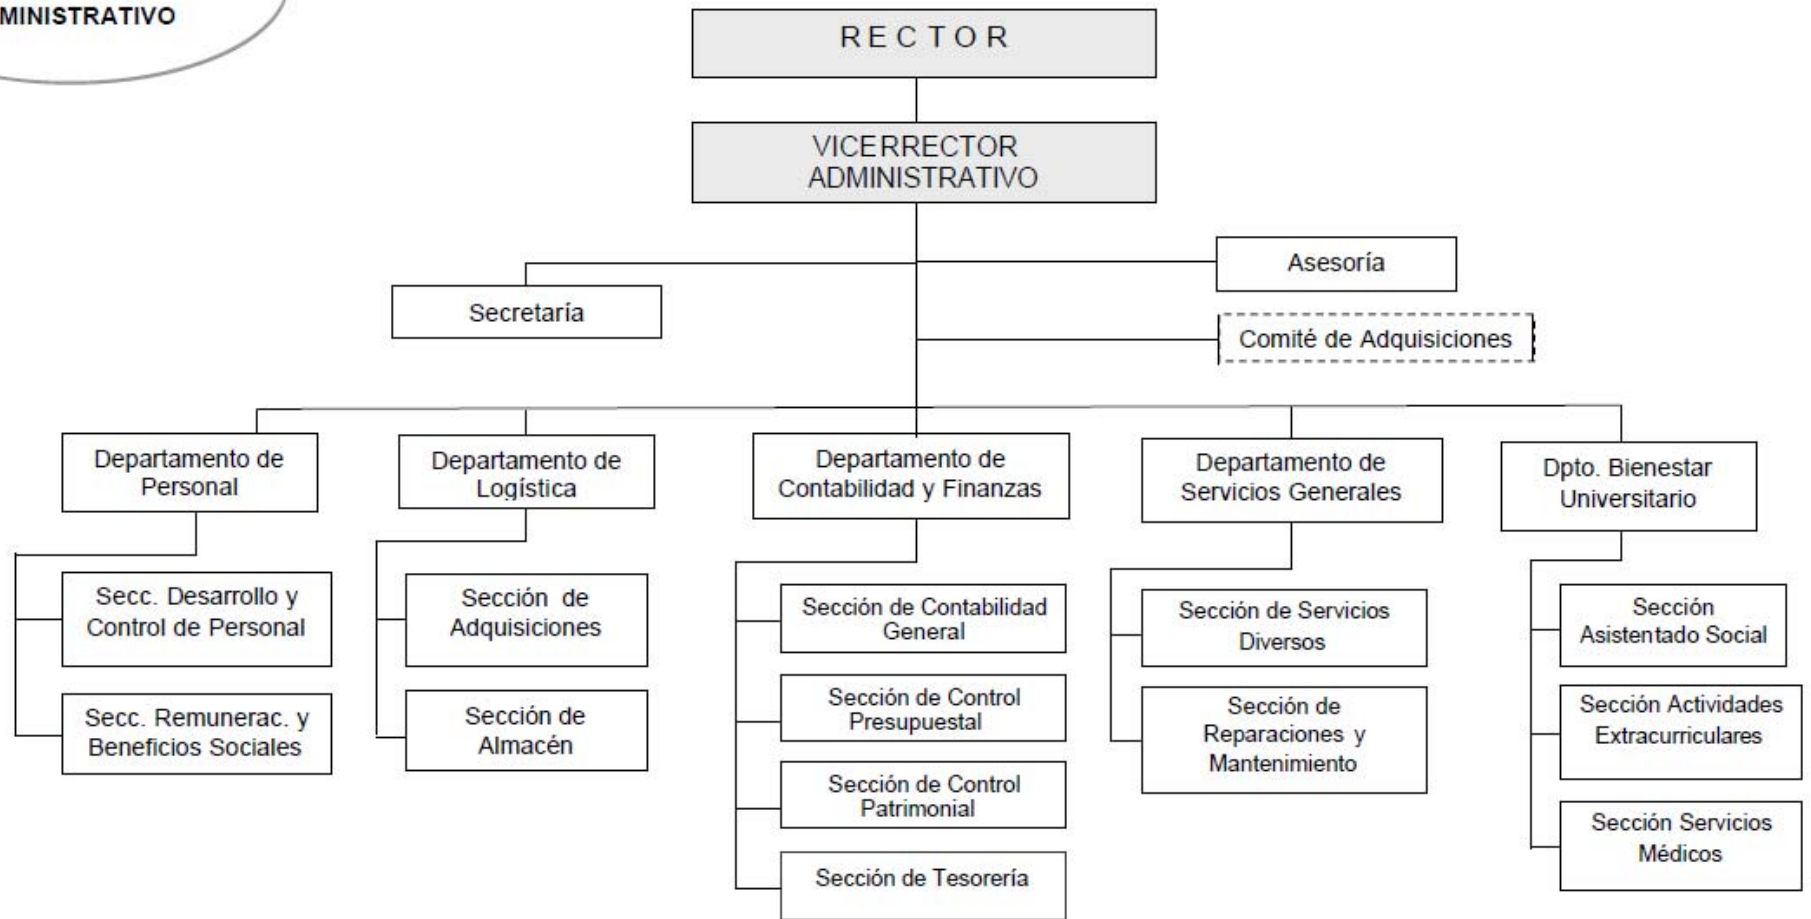 MINISTRATIVO
RECTOR
VICERRECTOR
ADMINISTRATIVO
Asesoría
Secretaría
Comité de Adquisiciones
Departamento de
Personal
Departamento de
Logística
Departamento de
Contabilidad y Finanzas
Departamento de
Servicios Generales
Dpto. Bienestar
Universitario
Secc. Desarrollo y
Control de Personal
Secc. Remunerac. y
Beneficios Sociales
Sección de
Adquisiciones
Sección de
Almacén
Sección de Contabilidad
General
Sección de Control
Presupuestal
Sección de Control
Patrimonial
Sección de Tesorería
Sección de Servicios
Diversos
Sección de
Reparaciones y
Mantenimiento
Sección
Asistentado Social
Sección Actividades
Extracurriculares
Sección Servicios
Médicos